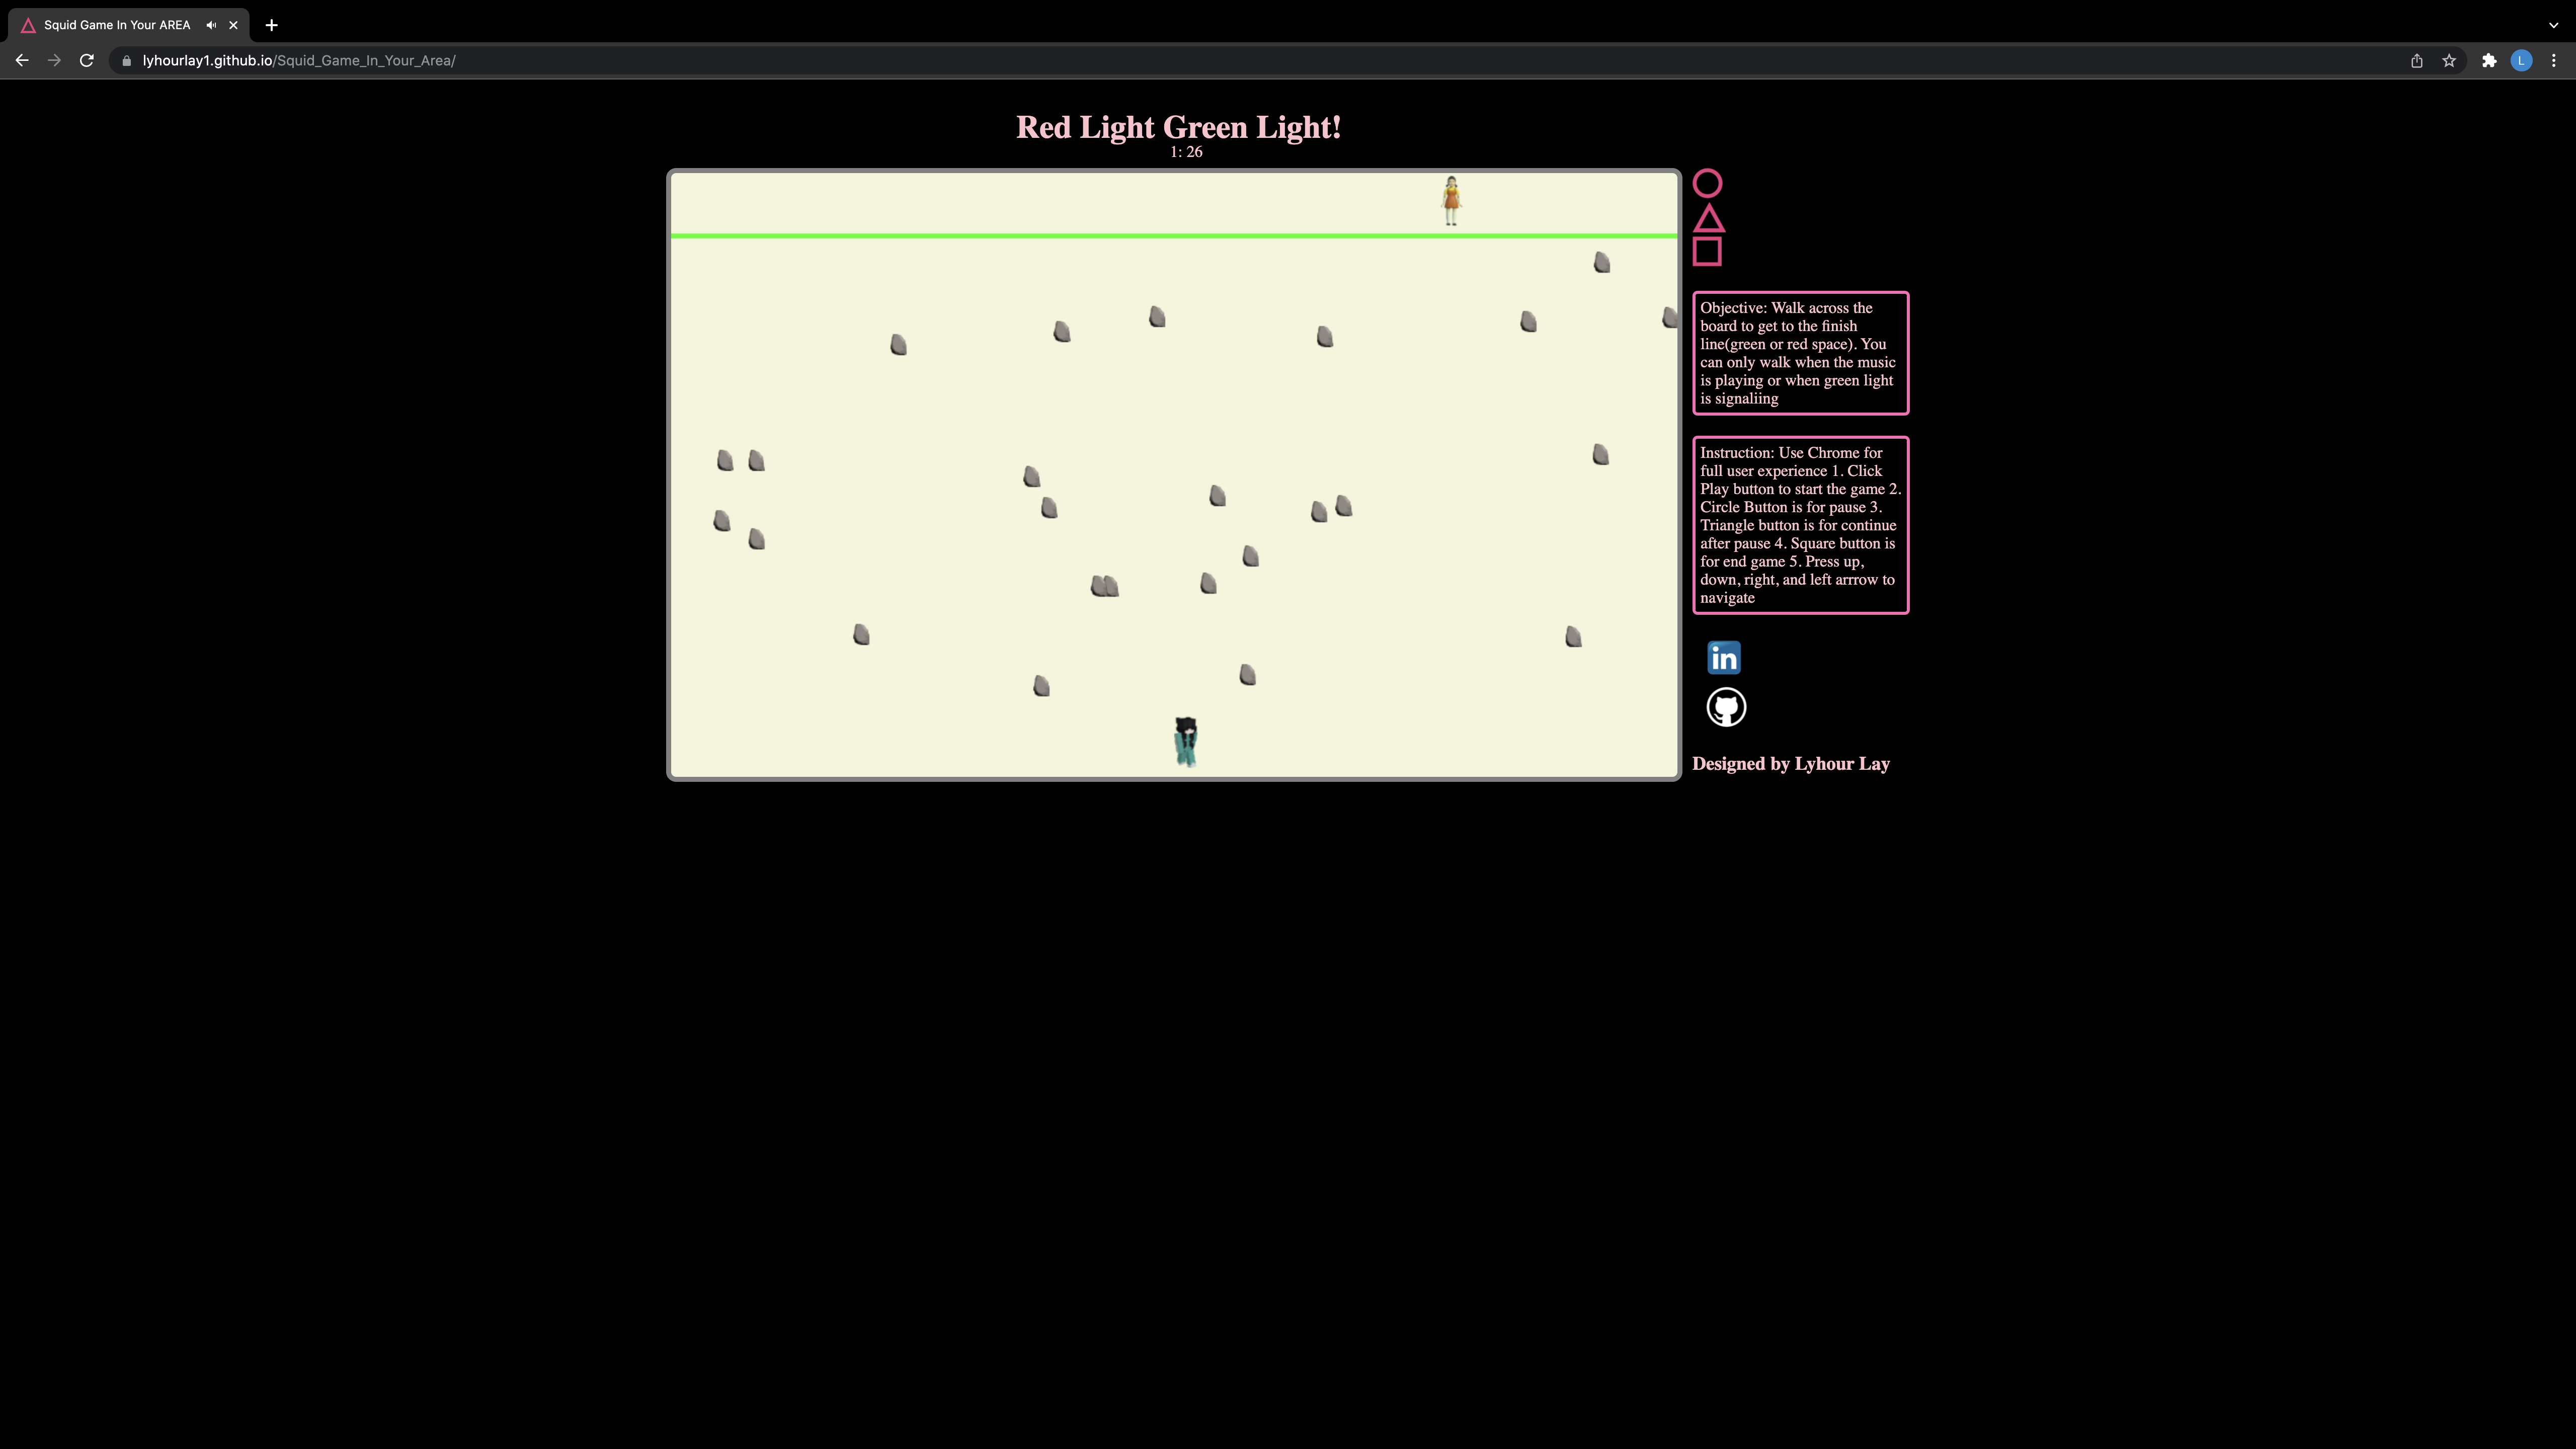 Squid Game In Your AREA
lyhourlay1.github.io/Squid_Game_In_Your_Area/
L
Red Light Green Light!
1: 26
Objective: Walk across the
board to get to the finish
line(green or red space). You
can only walk when the music
is playing or when green light
is signaliing
Instruction: Use Chrome for
full user experience 1. Click
Play button to start the game 2.
Circle Button is for pause 3.
Triangle button is for continue
after pause 4. Square button is
for end game 5. Press up,
down, right, and left arrrow to
navigate
in
Designed by Lyhour Lay